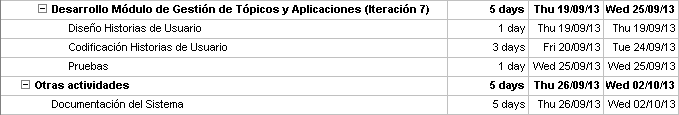 Desarrollo Módulo de Gestión de Tópicos y Aplicaciones (Iteración 7) 5 days Thu 19/09/13 Wed 25/09/13
Diseño Historias de Usuario 1 day Thu 19/09/13 Thu 19/09/13
Codificación Historias de Usuario 3 days Fri 20/09/13 Tue 24/09/13
Pruebas 1 day Wed 25/09/13 Wed 25/09/13
Otras actividades 5 days Thu 26/09/13 Wed 02/10/13
Documentación del Sistema 5 days Thu 26/09/13 Wed 02/10/13